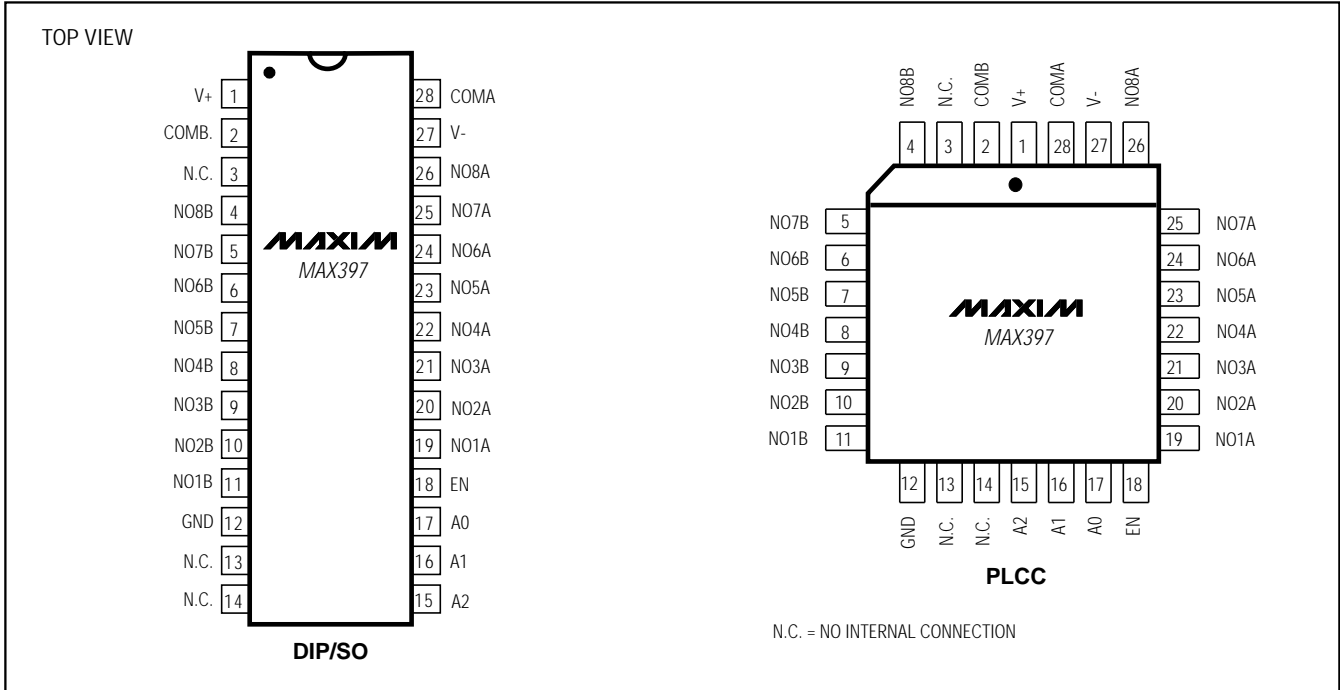 TOP VIEW
V+ 1
COMB. 2
N.C. 3
NO8B 4
NO7B 5
NO6B 6
NO5B 7
NO4B 8
NO3B 9
NO2B 10
NO1B 11
GND 12
N.C. 13
N.C. 14
28 COMA
27 V-
26 NO8A
25 NO7A
24 NO6A
23 NO5A
22 NO4A
21 NO3A
20 NO2A
19 NO1A
18 EN
17 A0
16 A1
15 A2
MAXIM
MAX397
DIP/SO
NO8B N.C. COMB V+ COMA V- NO8A
4 3 2 1 28 27 26
NO7B 5
NO6B 6
NO5B 7
NO4B 8
NO3B 9
NO2B 10
NO1B 11
25 NO7A
24 NO6A
23 NO5A
22 NO4A
21 NO3A
20 NO2A
19 NO1A
MAXIM
MAX397
12 13 14 15 16 17 18
GND N.C. N.C. A2 A1 A0 EN
PLCC
N.C. = NO INTERNAL CONNECTION